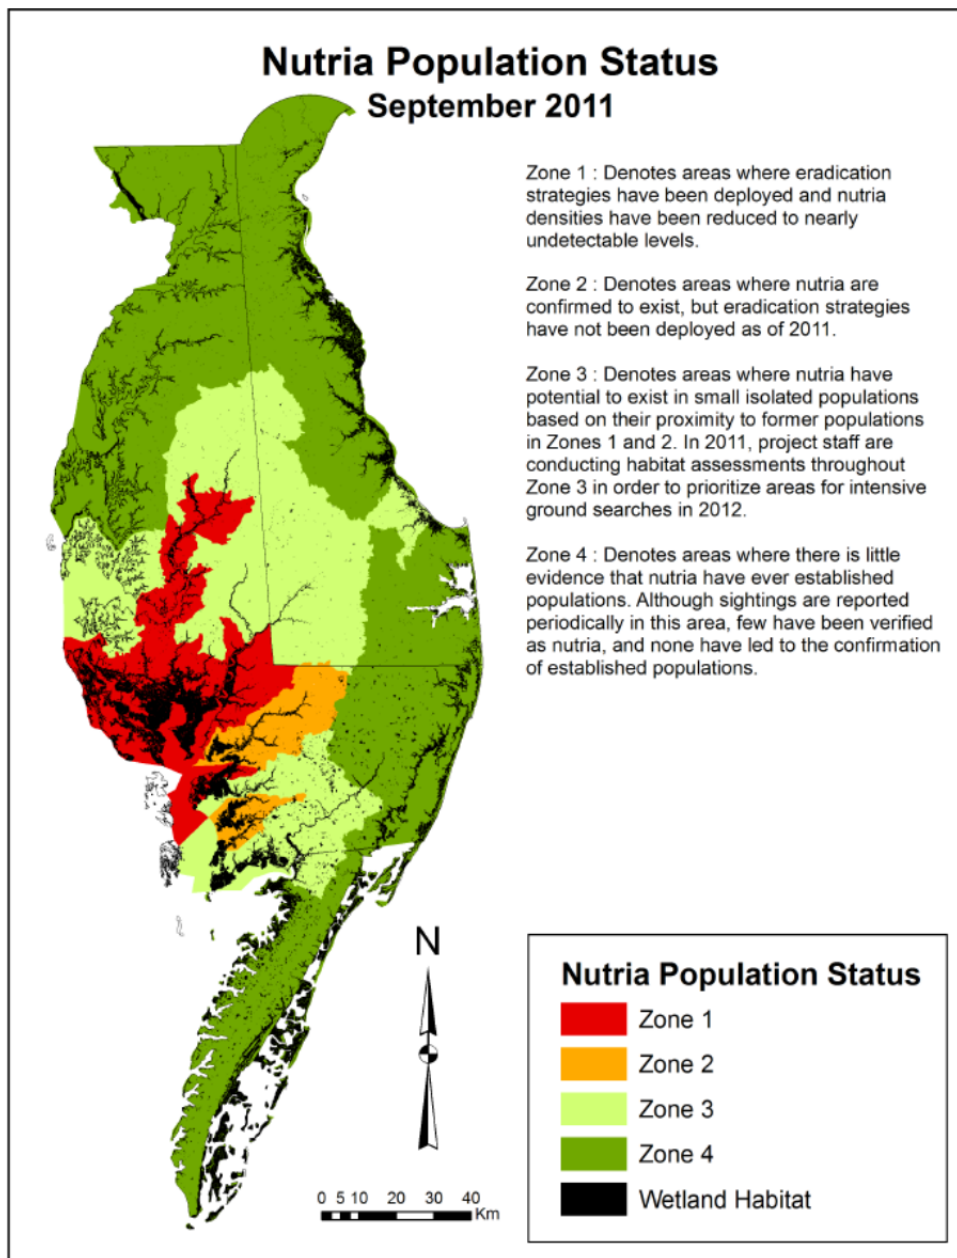 Nutria Population Status
September 2011
Zone 1 : Denotes areas where eradication
strategies have been deployed and nutria
densities have been reduced to nearly
undetectable levels.
Zone 2 : Denotes areas where nutria are
confirmed to exist, but eradication strategies
have not been deployed as of 2011.
Zone 3 : Denotes areas where nutria have
potential to exist in small isolated populations
based on their proximity to former populations
in Zones 1 and 2. In 2011, project staff are
conducting habitat assessments throughout
Zone 3 in order to prioritize areas for intensive
ground searches in 2012.
Zone 4 : Denotes areas where there is little
evidence that nutria have ever established
populations. Although sightings are reported
periodically in this area, few have been verified
as nutria, and none have led to the confirmation
of established populations.
N
0 5 10 20 30 40
Km
Nutria Population Status
Zone 1
Zone 2
Zone 3
Zone 4
Wetland Habitat